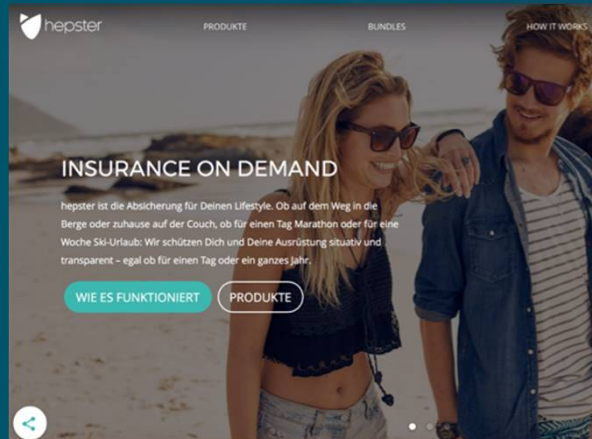 hepster
PRODUKTE
BUNDLES
HOW IT WORKS
INSURANCE ON DEMAND
hepster ist die Absicherung für Deinen Lifestyle. Ob auf dem Weg in die
Berge oder zuhause auf der Couch, ob für einen Tag Marathon oder für eine
Woche Ski-Urlaub: Wir schützen Dich und Deine Ausrüstung situativ und
transparent – egal ob für einen Tag oder ein ganzes Jahr.
WIE ES FUNKTIONIERT
PRODUKTE